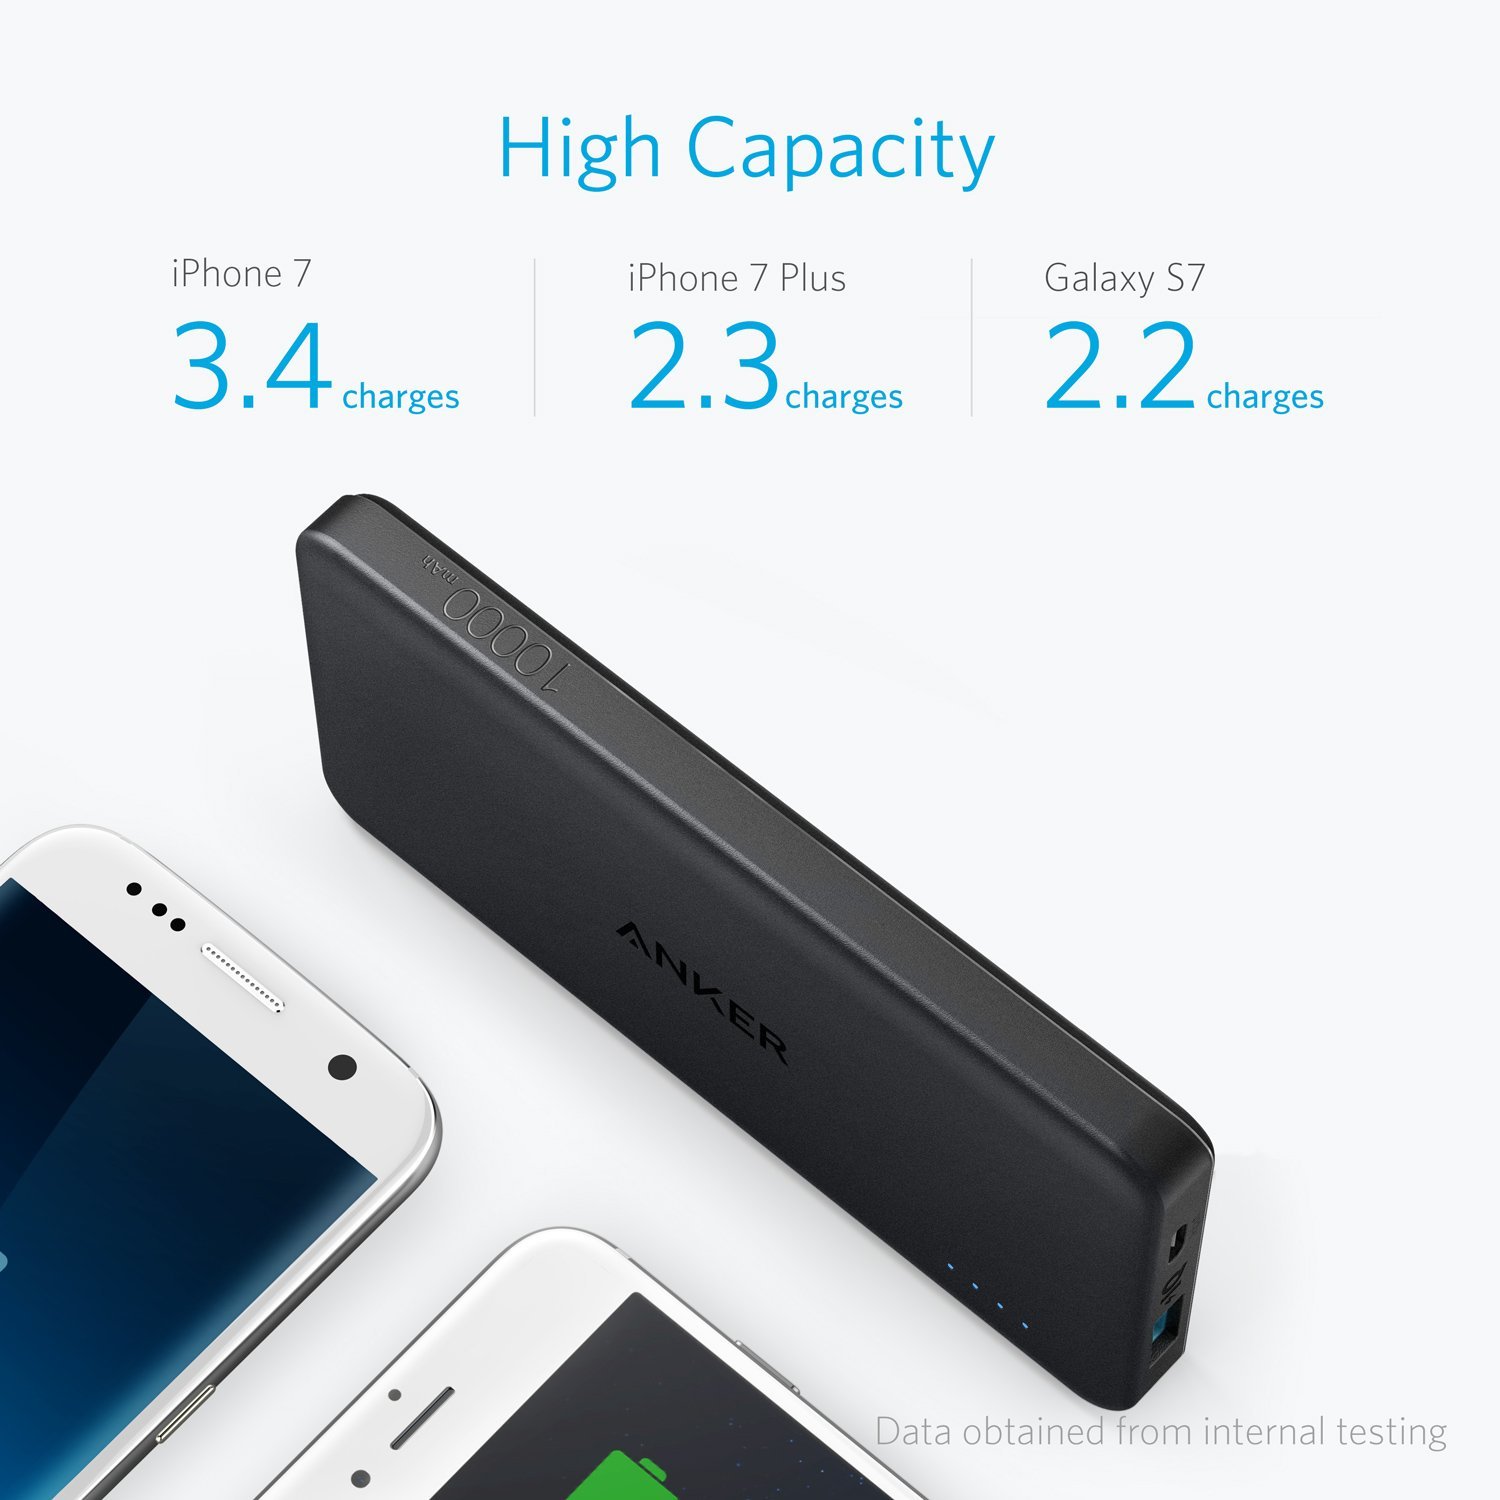 High Capacity
iPhone 7
3.4 charges
iPhone 7 Plus
2.3 charges
Galaxy S7
2.2 charges
10000 mAh
ANKER
Data obtained from internal testing